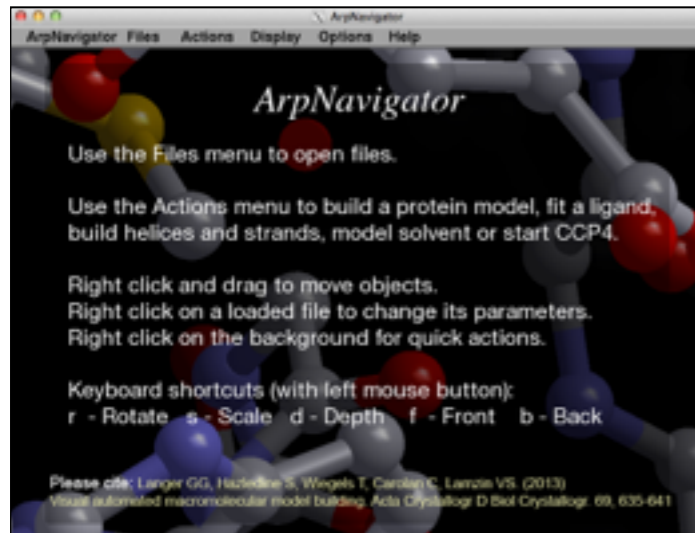 ArpNavigator
ArpNavigator Files Actions Display Options Help
ArpNavigator
Use the Files menu to open files.
Use the Actions menu to build a protein model, fit a ligand,
build helices and strands, model solvent or start CCP4.
Right click and drag to move objects.
Right click on a loaded file to change its parameters.
Right click on the background for quick actions.
Keyboard shortcuts (with left mouse button):
r - Rotate s - Scale d - Depth f - Front b - Back
Please cite: Langer GG, Hazledine S, Wiegels T, Carolan C, Lamzin VS. (2013)
Visual automated macromolecular model building. Acta Crystallogr D Biol Crystallogr. 69, 635-641